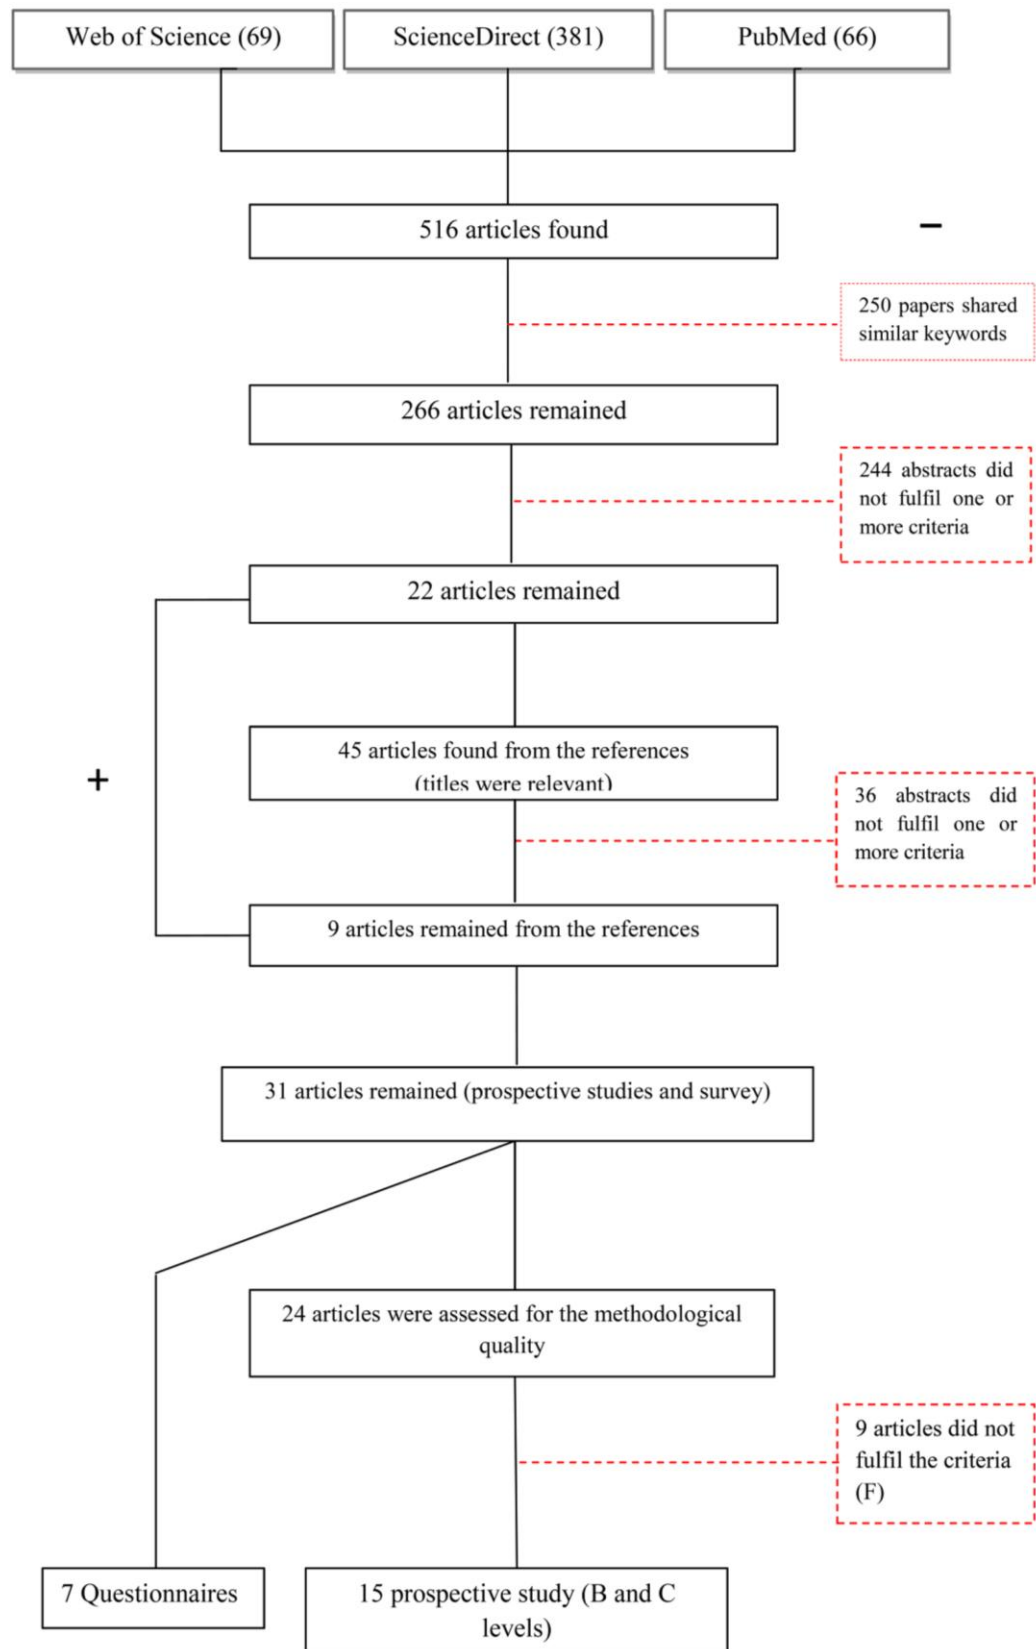 Web of Science (69)
ScienceDirect (381)
PubMed (66)
516 articles found
−
250 papers shared
similar keywords
266 articles remained
244 abstracts did
not fulfil one or
more criteria
22 articles remained
45 articles found from the references
(titles were relevant)
+
36 abstracts did
not fulfil one or
more criteria
9 articles remained from the references
31 articles remained (prospective studies and survey)
24 articles were assessed for the methodological
quality
9 articles did not
fulfil the criteria
(F)
7 Questionnaires
15 prospective study (B and C
levels)